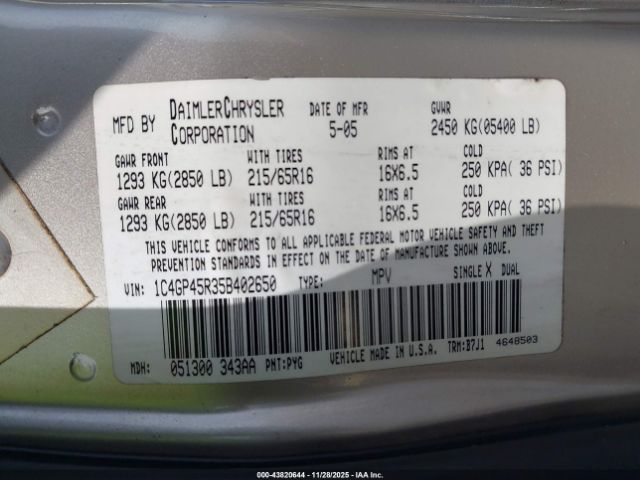 MFD BY DAIMLERCHRYSLER CORPORATION DATE OF MFR 5-05 GVWR 2450 KG(05400 LB)
GAWR FRONT WITH TIRES RIMS AT COLD
1293 KG(2850 LB) 215/65R16 16X6.5 250 KPA( 36 PSI)
GAWR REAR WITH TIRES RIMS AT COLD
1293 KG(2850 LB) 215/65R16 16X6.5 250 KPA( 36 PSI)
THIS VEHICLE CONFORMS TO ALL APPLICABLE FEDERAL MOTOR VEHICLE SAFETY AND THEFT
PREVENTION STANDARDS IN EFFECT ON THE DATE OF MANUFACTURE SHOWN ABOVE.
VIN: 1C4GP45R35B402650 TYPE: MPV SINGLE X DUAL
MDH: 051300 343AA PNT:PYG VEHICLE MADE IN U.S.A. TRM:B7J1 4648503
000-43820644 - 11/28/2025 - IAA Inc.